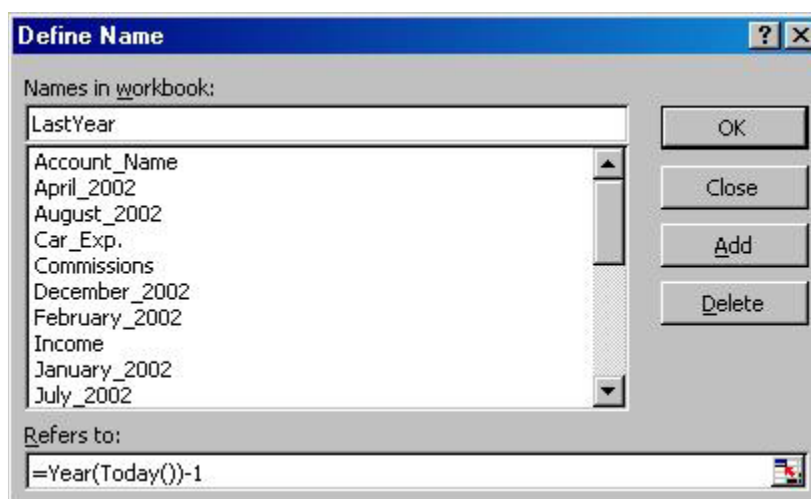 Define Name
Names in workbook:
LastYear
OK
Account_Name
April_2002
August_2002
Car_Exp.
Commissions
December_2002
February_2002
Income
January_2002
July_2002
Close
Add
Delete
Refers to:
=Year(Today())-1